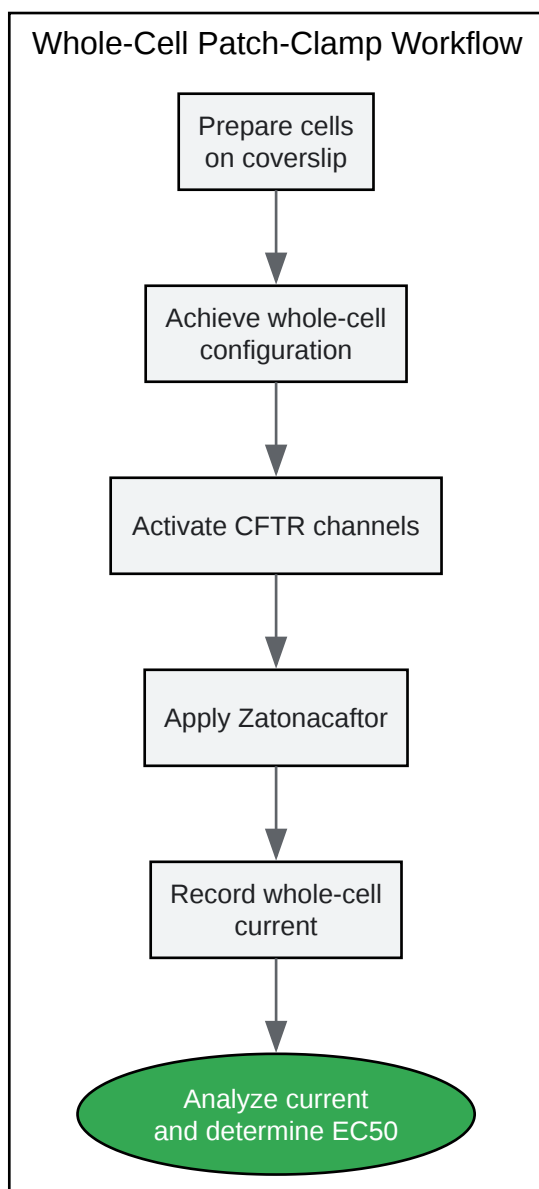 Whole-Cell Patch-Clamp Workflow
Prepare cells
on coverslip
Achieve whole-cell
configuration
Activate CFTR channels
Apply Zatonacaftor
Record whole-cell
current
Analyze current
and determine EC50